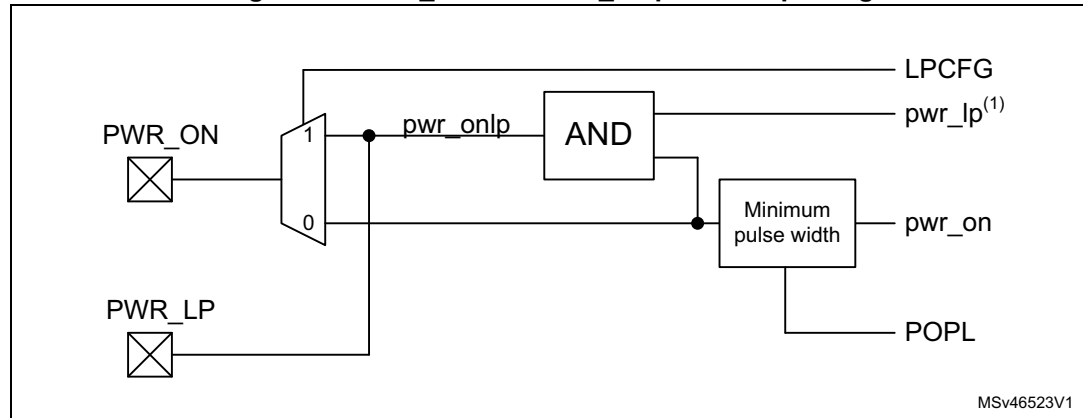 LPCFG
pwr_lp(1)
PWR_ON
1
pwr_onlp
AND
0
Minimum
pulse width
pwr_on
PWR_LP
POPL
MSv46523V1